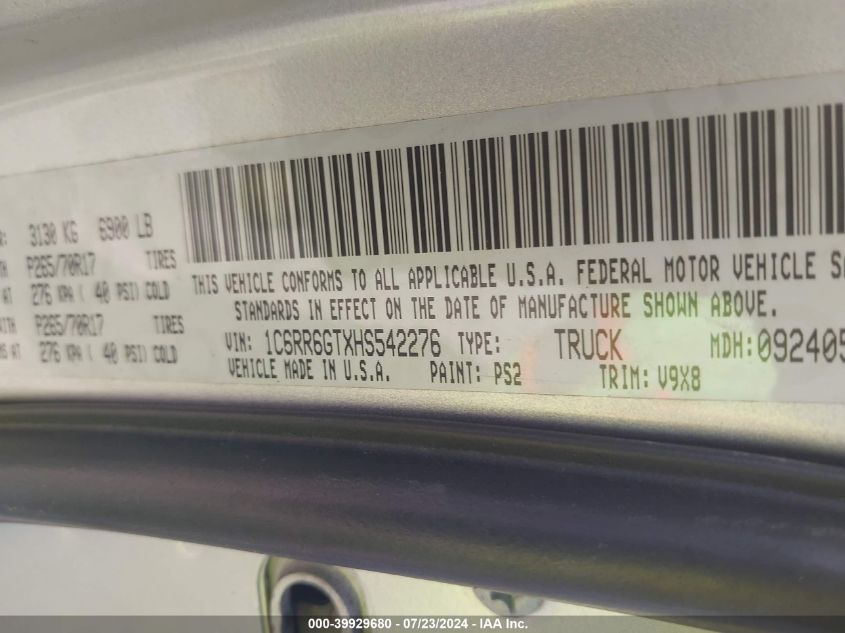 3130 KG 6900 LB
P265/70R17 TIRES
AT 276 KPA ( 40 PSI) COLD
P265/70R17 TIRES
AT 276 KPA ( 40 PSI) COLD
THIS VEHICLE CONFORMS TO ALL APPLICABLE U.S.A. FEDERAL MOTOR VEHICLE SA
STANDARDS IN EFFECT ON THE DATE OF MANUFACTURE SHOWN ABOVE.
VIN: 1C6RR6GTXHS542276 TYPE: TRUCK MDH:092405
VEHICLE MADE IN U.S.A. PAINT: PS2 TRIM: V9X8
000-39929680 - 07/23/2024 - IAA Inc.